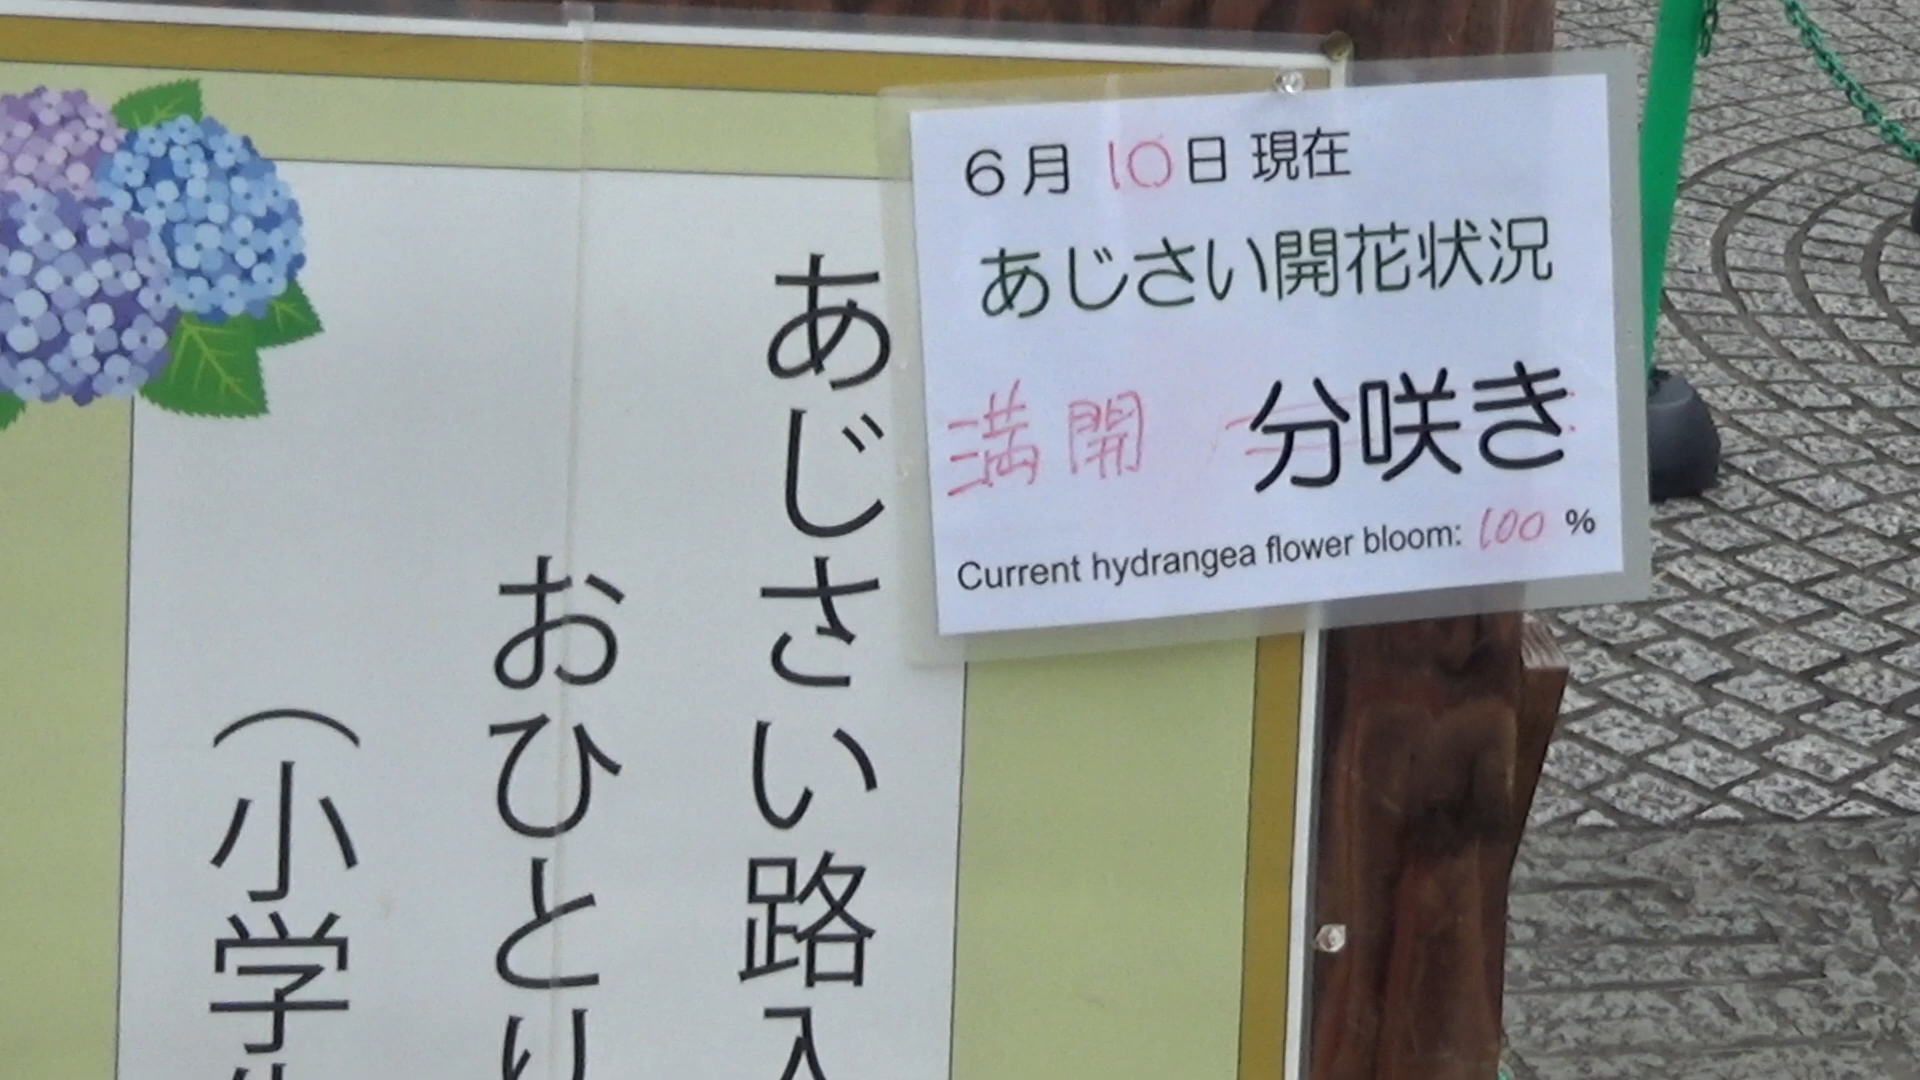 6月10日現在
あじさい開花状況
満開 分咲き
Current hydrangea flower bloom: 100 %
あじさい路入
おひとり
(小学